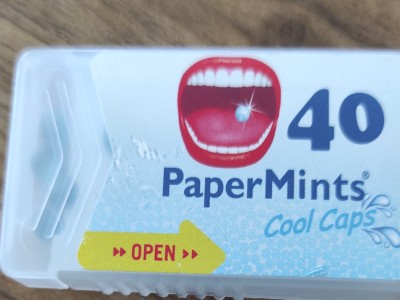 40
PaperMints®
Cool Caps
▸▸ OPEN ▸▸